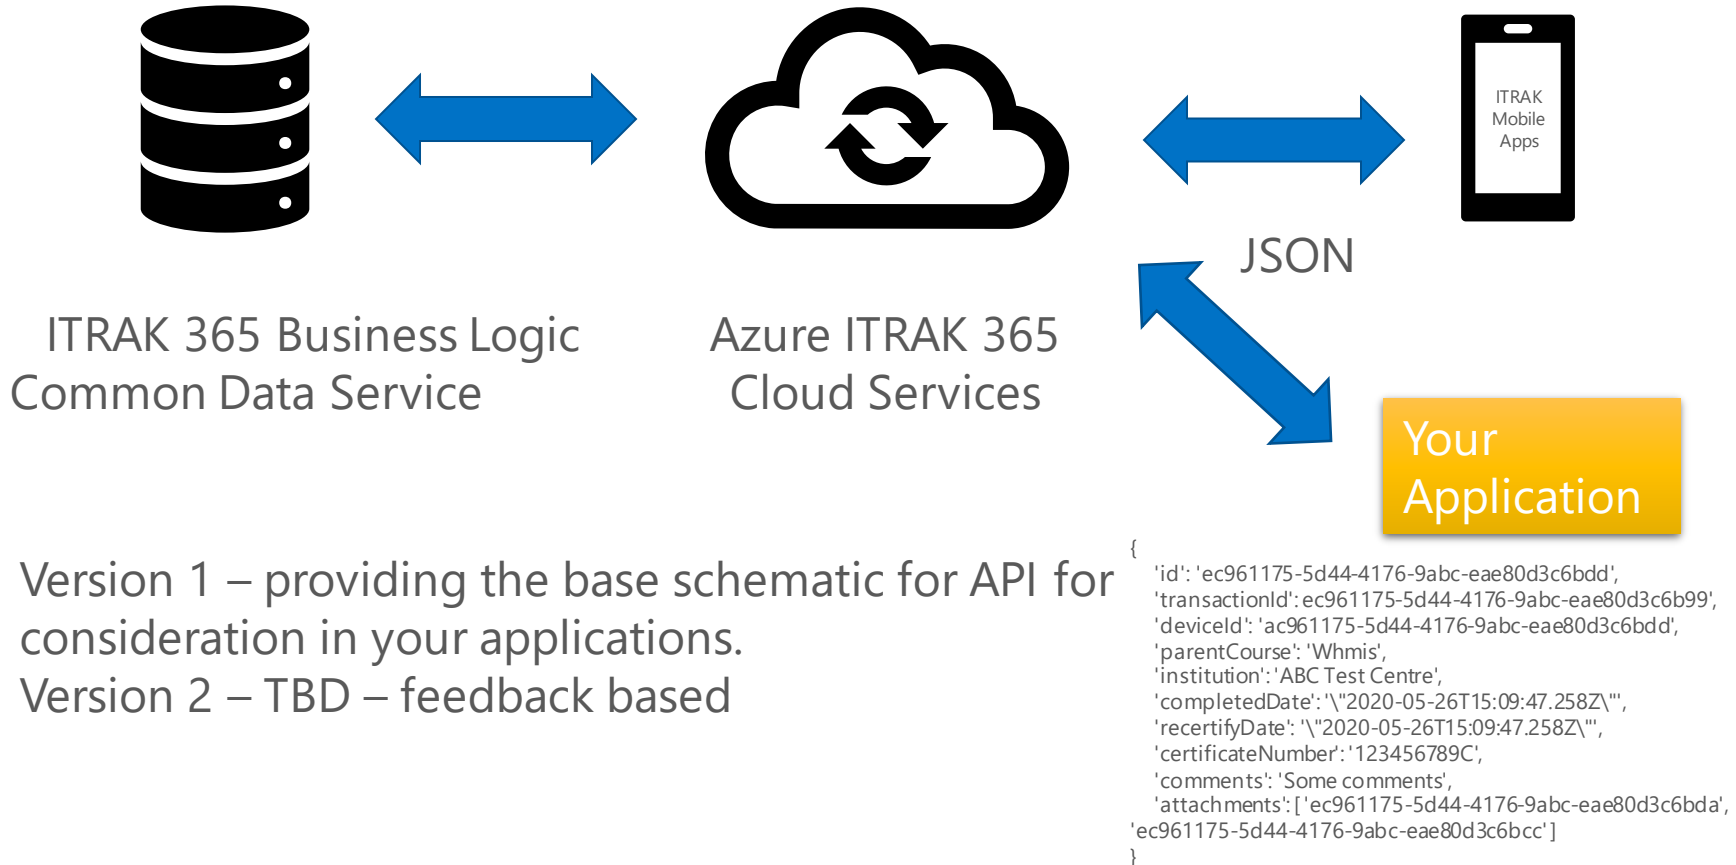 ITRAK
Mobile
Apps
JSON
ITRAK 365 Business Logic
Common Data Service
Azure ITRAK 365
Cloud Services
Your
Application
Version 1 – providing the base schematic for API for
consideration in your applications.
Version 2 – TBD – feedback based
{
'id': 'ec961175-5d44-4176-9abc-eae80d3c6bdd',
'transactionId': ec961175-5d44-4176-9abc-eae80d3c6b99',
'deviceId': 'ac961175-5d44-4176-9abc-eae80d3c6bdd',
'parentCourse': 'Whmis',
'institution': 'ABC Test Centre',
'completedDate': '\"2020-05-26T15:09:47.258Z\"',
'recertifyDate': '\"2020-05-26T15:09:47.258Z\"',
'certificateNumber': '123456789C',
'comments': 'Some comments',
'attachments': ['ec961175-5d44-4176-9abc-eae80d3c6bda',
'ec961175-5d44-4176-9abc-eae80d3c6bcc']
}